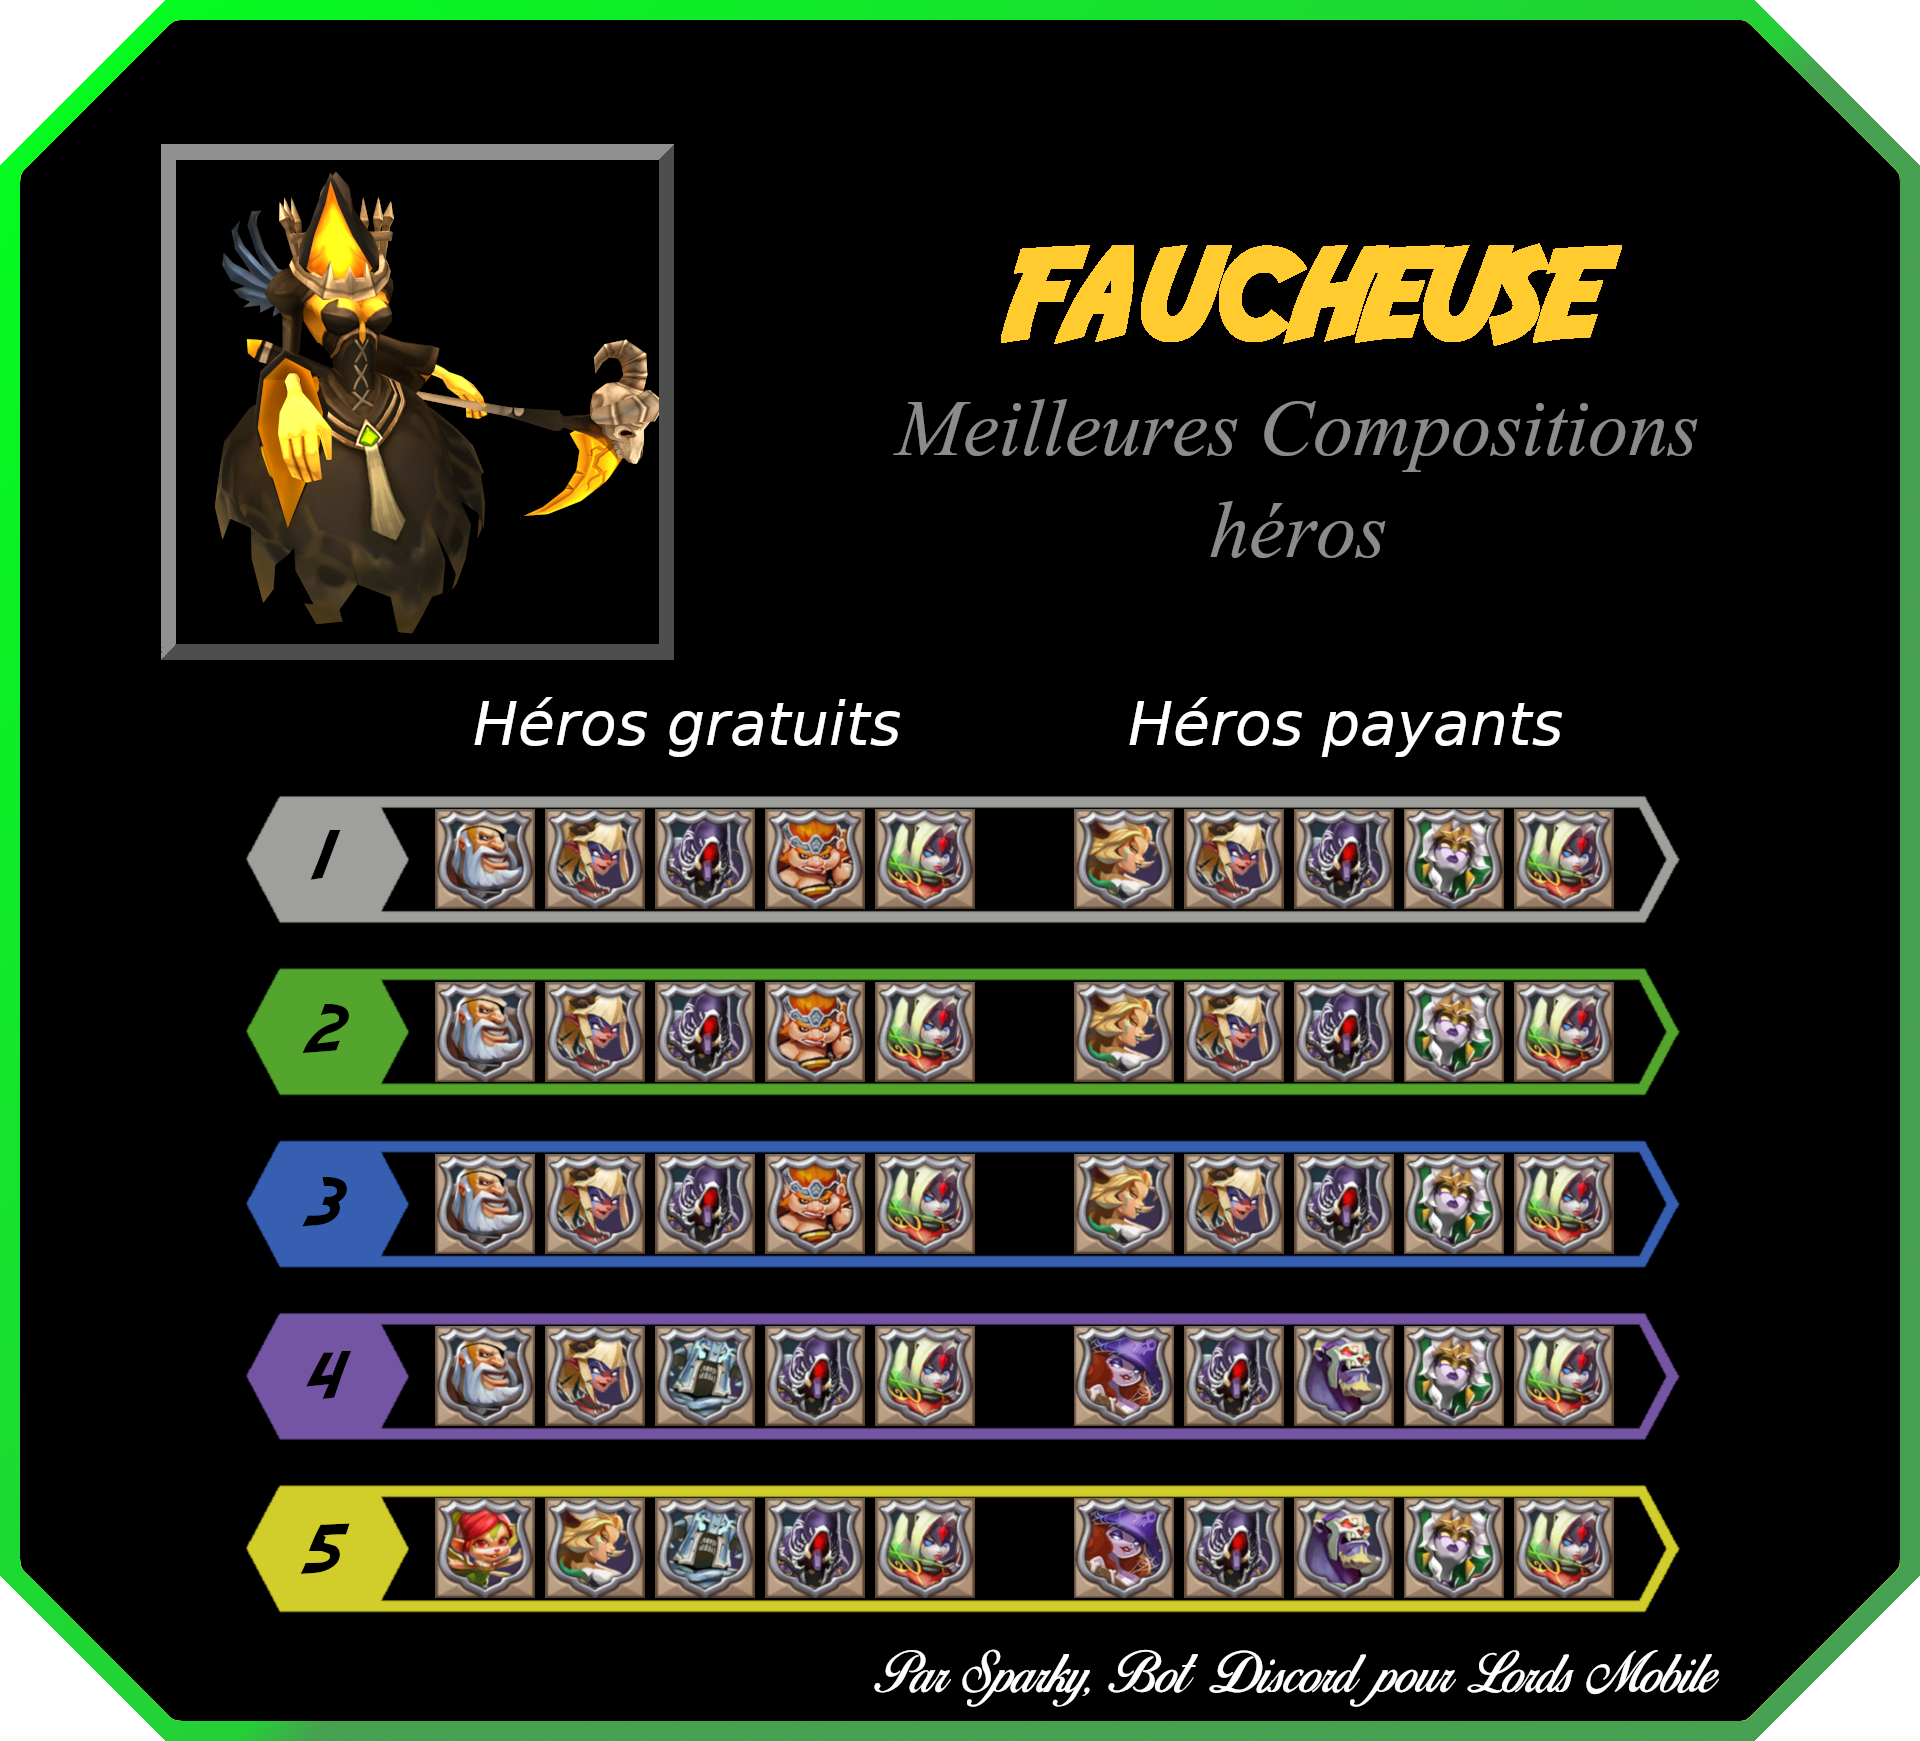 FAUCHEUSE
Meilleures Compositions
héros
Héros gratuits
Héros payants
1
2
3
4
5
Par Sparky, Bot Discord pour Lords Mobile